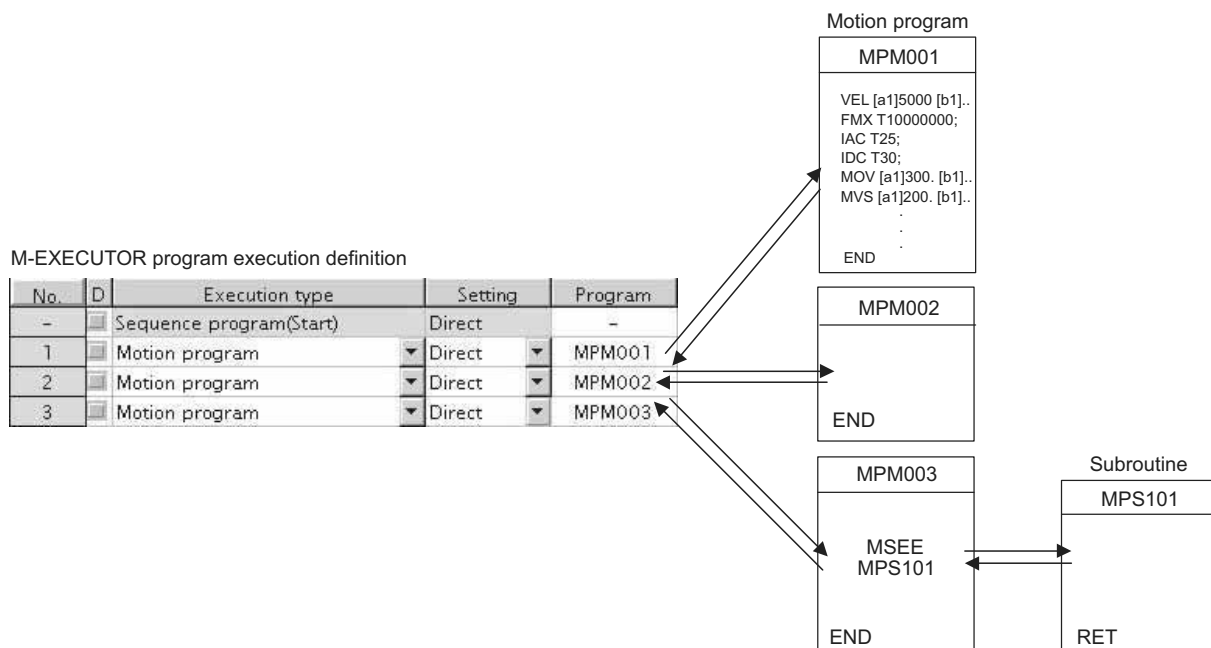 Motion program
MPM001
VEL [a1]5000 [b1]..
FMX T10000000;
IAC T25;
IDC T30;
MOV [a1]300. [b1]..
MVS [a1]200. [b1]..
.
.
.
END
M-EXECUTOR program execution definition
No. D Execution type Setting Program
- Sequence program(Start) Direct -
1 Motion program Direct MPM001
2 Motion program Direct MPM002
3 Motion program Direct MPM003
MPM002
END
MPM003
MSEE
MPS101
END
Subroutine
MPS101
RET